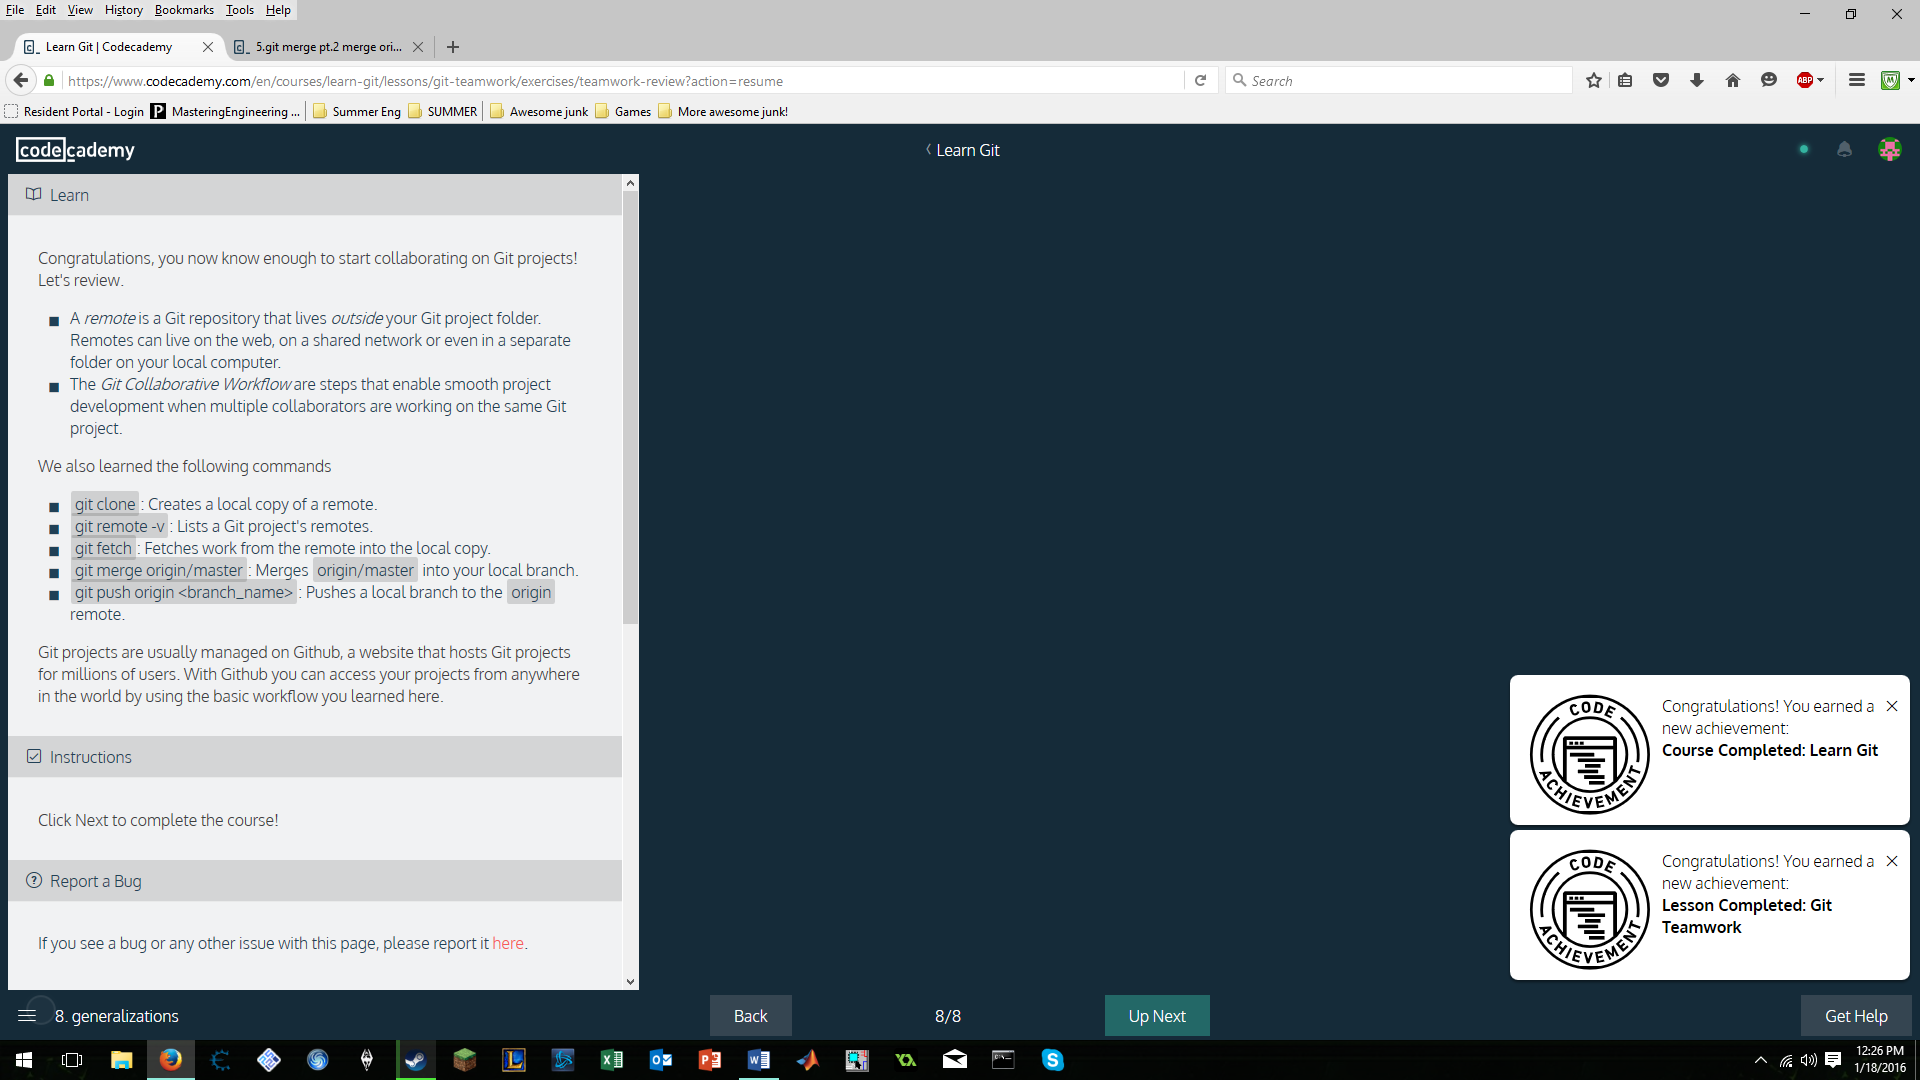 File Edit View History Bookmarks Tools Help
Learn Git | Codecademy
5.git merge pt.2 merge ori...
https://www.codecademy.com/en/courses/learn-git/lessons/git-teamwork/exercises/teamwork-review?action=resume
Search
ABP
Resident Portal - Login
MasteringEngineering ...
Summer Eng
SUMMER
Awesome junk
Games
More awesome junk!
codecademy
Learn Git
Learn
Congratulations, you now know enough to start collaborating on Git projects!
Let's review.
A remote is a Git repository that lives outside your Git project folder.
Remotes can live on the web, on a shared network or even in a separate
folder on your local computer.
The Git Collaborative Workflow are steps that enable smooth project
development when multiple collaborators are working on the same Git
project.
We also learned the following commands
git clone : Creates a local copy of a remote.
git remote -v : Lists a Git project's remotes.
git fetch : Fetches work from the remote into the local copy.
git merge origin/master : Merges origin/master into your local branch.
git push origin <branch_name> : Pushes a local branch to the origin
remote.
Git projects are usually managed on Github, a website that hosts Git projects
for millions of users. With Github you can access your projects from anywhere
in the world by using the basic workflow you learned here.
Instructions
Click Next to complete the course!
Report a Bug
If you see a bug or any other issue with this page, please report it here.
CODE ACHIEVEMENT
Congratulations! You earned a
new achievement:
Course Completed: Learn Git
CODE ACHIEVEMENT
Congratulations! You earned a
new achievement:
Lesson Completed: Git
Teamwork
8. generalizations
Back
8/8
Up Next
Get Help
12:26 PM
1/18/2016